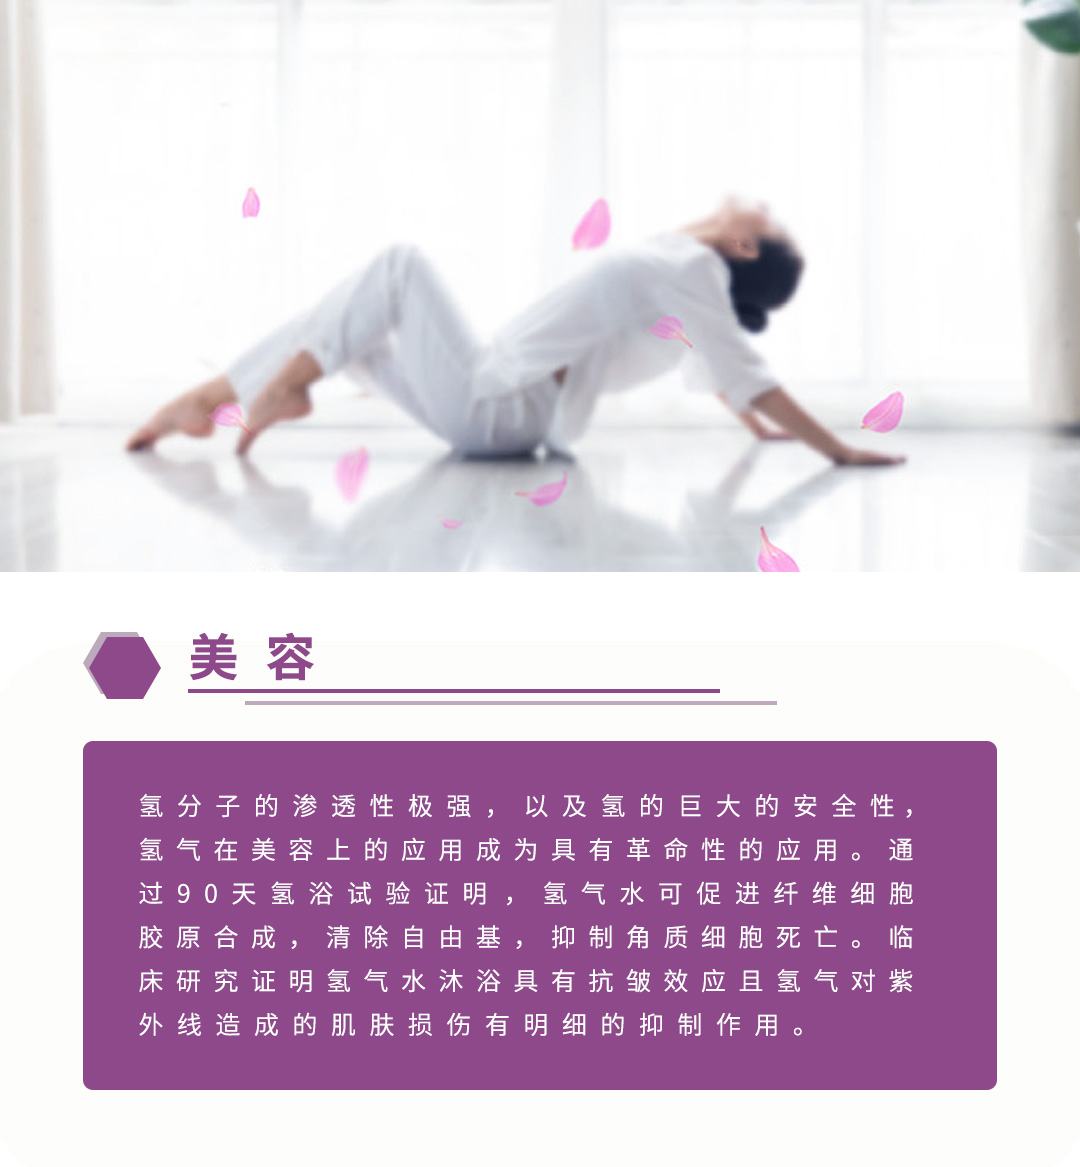 美容
氢分子的渗透性极强，以及氢的巨大的安全性，
氢气在美容上的应用成为具有革命性的应用。通
过90天氢浴试验证明，氢气水可促进纤维细胞
胶原合成，清除自由基，抑制角质细胞死亡。临
床研究证明氢气水沐浴具有抗皱效应且氢气对紫
外线造成的肌肤损伤有明细的抑制作用。